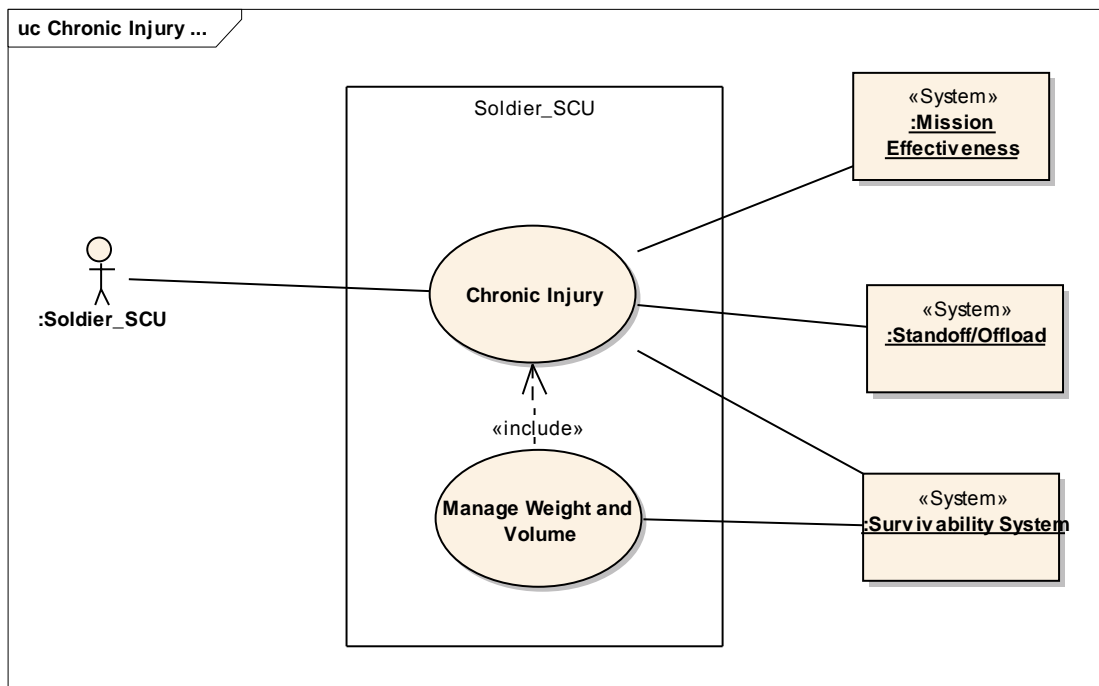 uc Chronic Injury ...
Soldier_SCU
«System»
:Mission
Effectiveness
Chronic Injury
:Soldier_SCU
«System»
:Standoff/Offload
«include»
Manage Weight and
Volume
«System»
:Survivability System